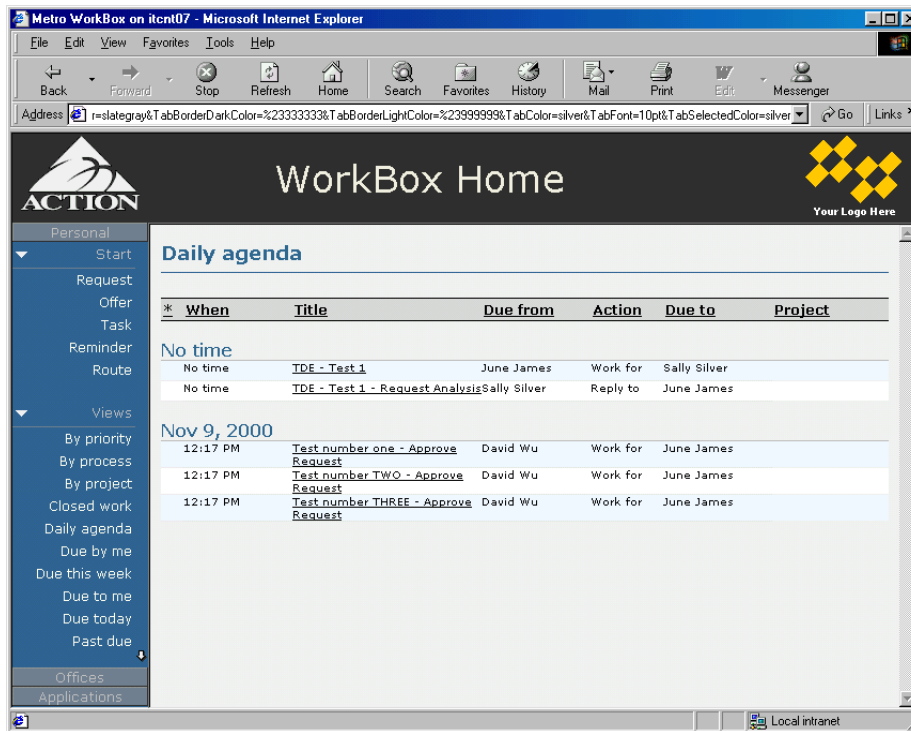 Metro WorkBox on itcnt07 - Microsoft Internet Explorer
File Edit View Favorites Tools Help
Back Forward Stop Refresh Home Search Favorites History Mail Print Edit Messenger
Address r=slategray&TabBorderDarkColor=%23333333&TabBorderLightColor=%23999999&TabColor=silver&TabFont=10pt&TabSelectedColor=silver Go Links
ACTION
WorkBox Home
Your Logo Here
Personal
Start
Request
Offer
Task
Reminder
Route
Views
By priority
By process
By project
Closed work
Daily agenda
Due by me
Due this week
Due to me
Due today
Past due
Offices
Applications
Daily agenda
* When Title Due from Action Due to Project
No time
No time TDE - Test 1 June James Work for Sally Silver
No time TDE - Test 1 - Request Analysis Sally Silver Reply to June James
Nov 9, 2000
12:17 PM Test number one - Approve David Wu Work for June James
Request
12:17 PM Test number TWO - Approve David Wu Work for June James
Request
12:17 PM Test number THREE - Approve David Wu Work for June James
Request
Local intranet